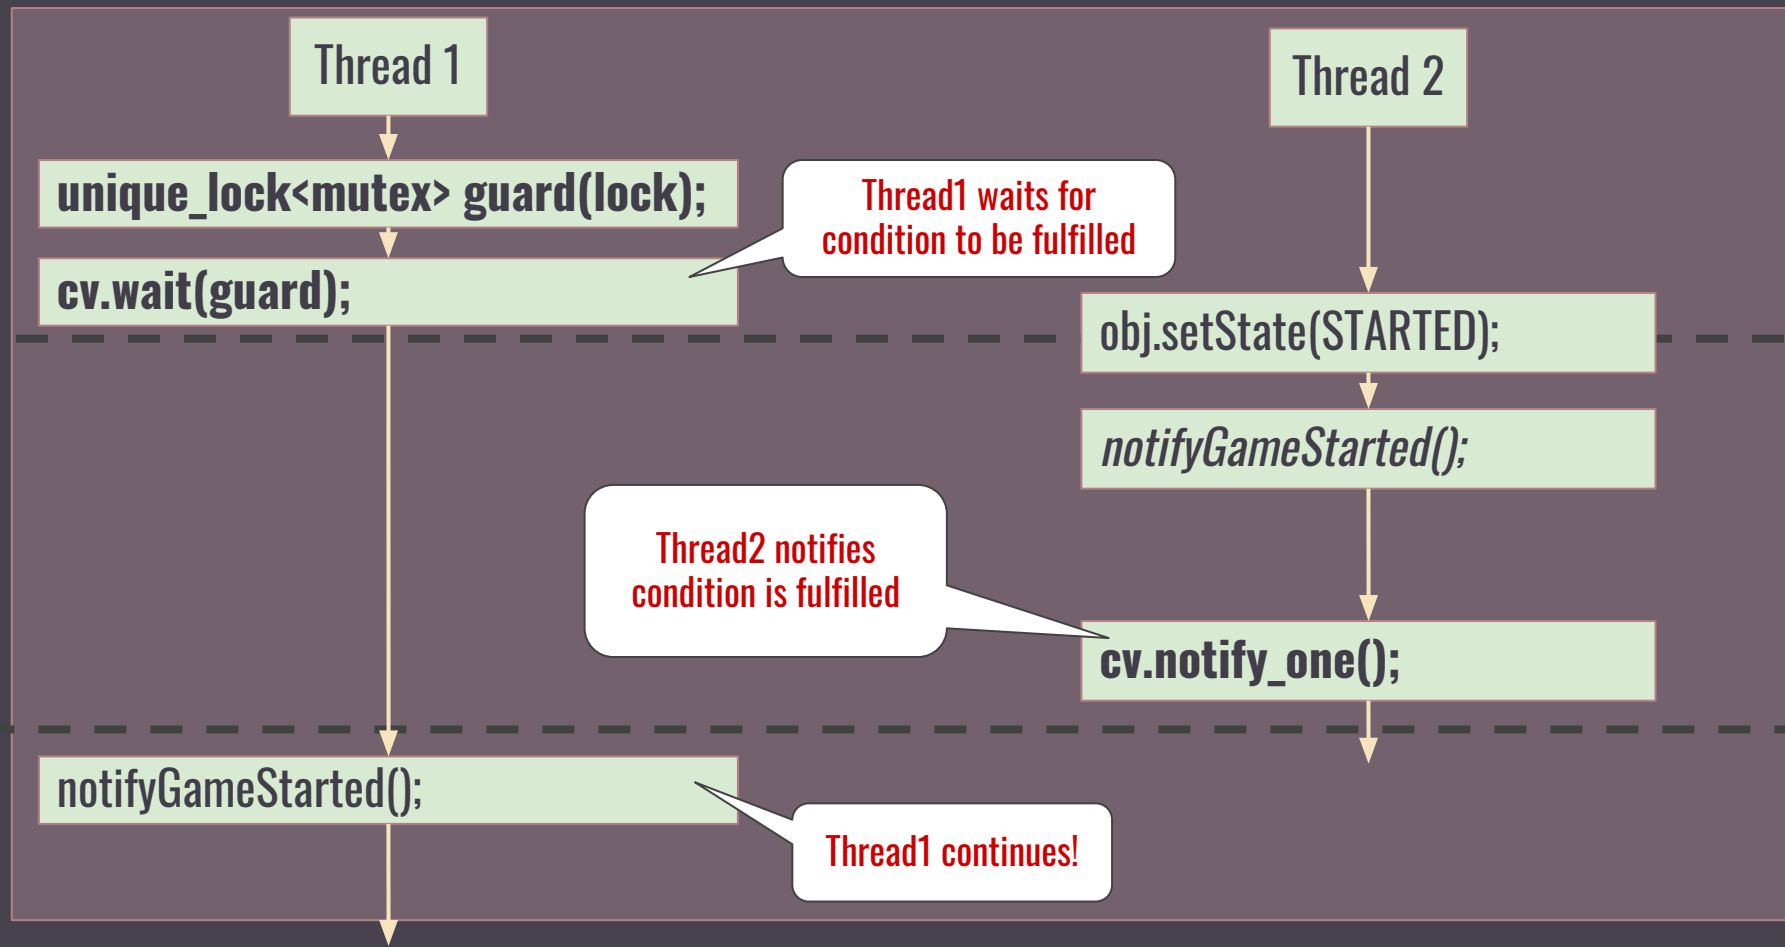 Thread 1
Thread 2
unique_lock<mutex> guard(lock);
Thread1 waits for
condition to be fulfilled
cv.wait(guard);
obj.setState(STARTED);
notifyGameStarted();
Thread2 notifies
condition is fulfilled
cv.notify_one();
notifyGameStarted();
Thread1 continues!